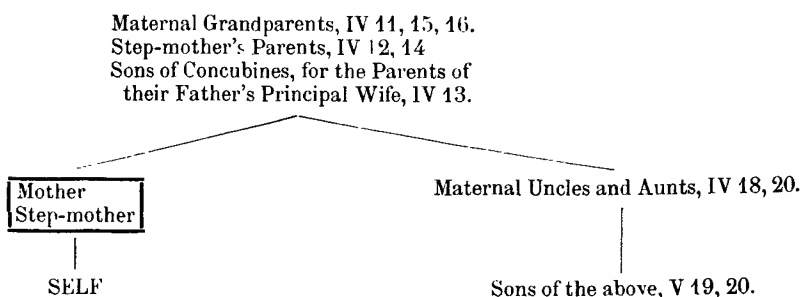 Maternal Grandparents, IV 11, 15, 16.
Step-mother's Parents, IV 12, 14
Sons of Concubines, for the Parents of
their Father's Principal Wife, IV 13.
Mother
Step-mother
Maternal Uncles and Aunts, IV 18, 20.
SELF
Sons of the above, V 19, 20.